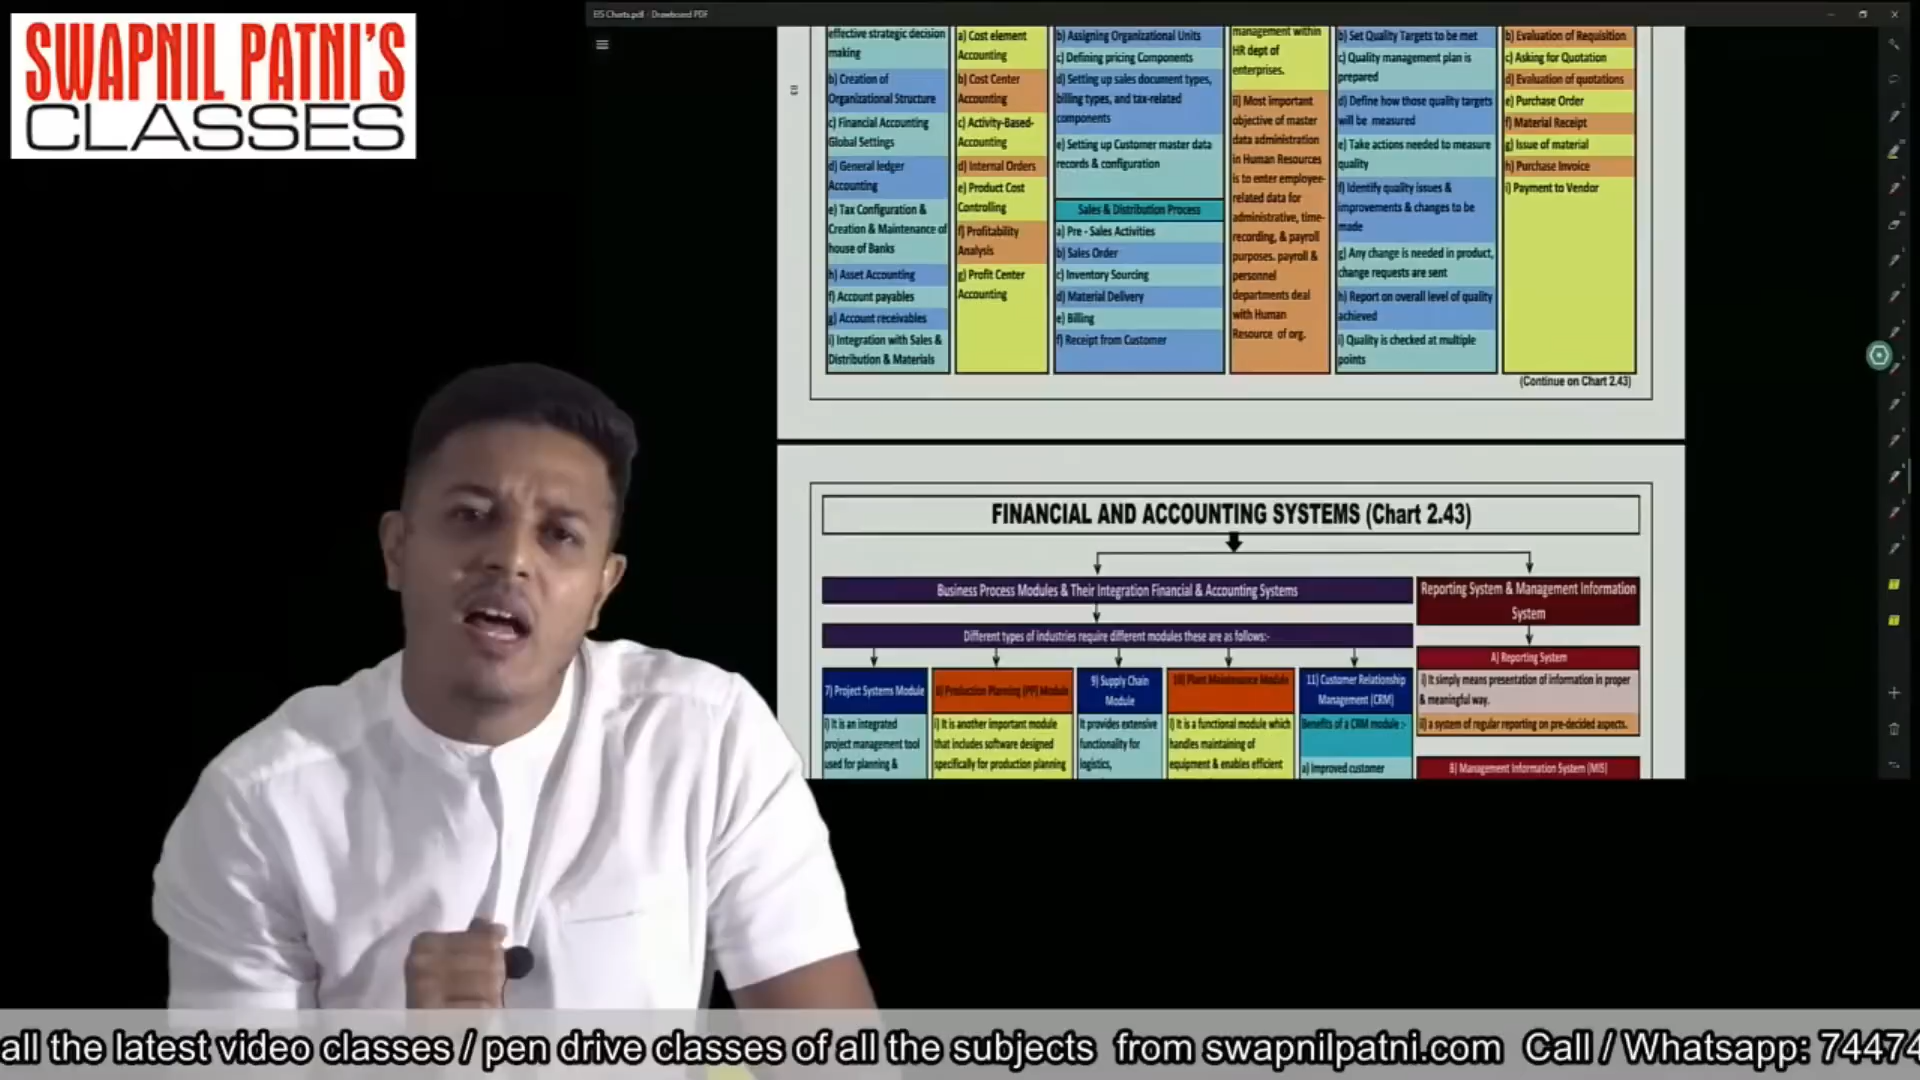 SWAPNIL PATNI'S
CLASSES
EIS Charts.pdf - Drawboard PDF
83
effective strategic decision
making
b) Creation of
Organizational Structure
c) Financial Accounting
Global Settings
d) General ledger
Accounting
e) Tax Configuration &
Creation & Maintenance of
house of Banks
h) Asset Accounting
f) Account payables
g) Account receivables
i) Integration with Sales &
Distribution & Materials
a) Cost element
Accounting
b) Cost Center
Accounting
c) Activity-Based-
Accounting
d) Internal Orders
e) Product Cost
Controlling
f) Profitability
Analysis
g) Profit Center
Accounting
b) Assigning Organizational Units
c) Defining pricing Components
d) Setting up sales document types,
billing types, and tax-related
components
e) Setting up Customer master data
records & configuration
Sales & Distribution Process
a) Pre - Sales Activities
b) Sales Order
c) Inventory Sourcing
d) Material Delivery
e) Billing
f) Receipt from Customer
management within
HR dept of
enterprises.
ii) Most important
objective of master
data administration
in Human Resources
is to enter employee-
related data for
administrative, time-
recording, & payroll
purposes. payroll &
personnel
departments deal
with Human
Resource of org.
b) Set Quality Targets to be met
c) Quality management plan is
prepared
d) Define how those quality targets
will be measured
e) Take actions needed to measure
quality
f) Identify quality issues &
improvements & changes to be
made
g) Any change is needed in product,
change requests are sent
h) Report on overall level of quality
achieved
i) Quality is checked at multiple
points
b) Evaluation of Requisition
c) Asking for Quotation
d) Evaluation of quotations
e) Purchase Order
f) Material Receipt
g) Issue of material
h) Purchase Invoice
i) Payment to Vendor
(Continue on Chart 2.43)
FINANCIAL AND ACCOUNTING SYSTEMS (Chart 2.43)
Business Process Modules & Their Integration Financial & Accounting Systems
Different types of industries require different modules these are as follows:-
7) Project Systems Module
i) It is an integrated
project management tool
used for planning &
8) Production Planning (PP) Module
i) It is another important module
that includes software designed
specifically for production planning
9) Supply Chain
Module
It provides extensive
functionality for
logistics,
10) Plant Maintenance Module
i) It is a functional module which
handles maintaining of
equipment & enables efficient
11) Customer Relationship
Management (CRM)
Benefits of a CRM module :-
a) Improved customer
Reporting System & Management Information
System
A) Reporting System
i) It simply means presentation of information in proper
& meaningful way.
ii) a system of regular reporting on pre-decided aspects.
B) Management Information System (MIS)
all the latest video classes / pen drive classes of all the subjects from swapnilpatni.com Call / Whatsapp: 74474